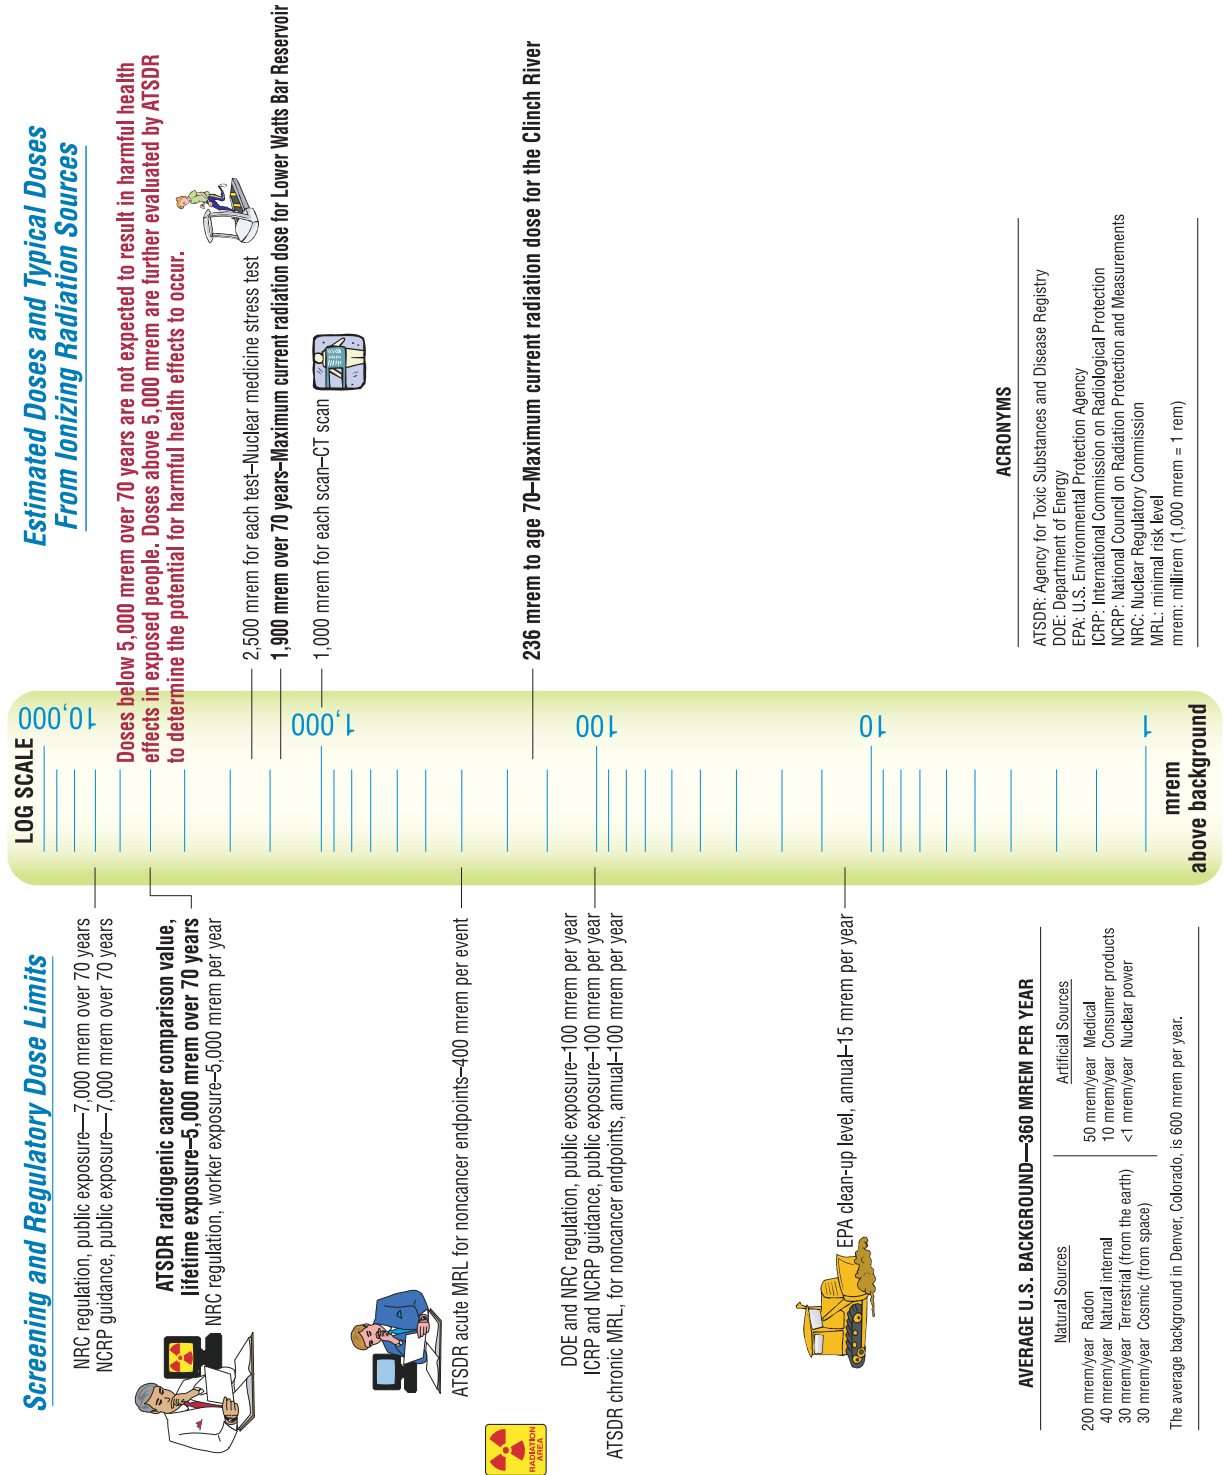 Screening and Regulatory Dose Limits
NRC regulation, public exposure—7,000 mrem over 70 years
NCRP guidance, public exposure—7,000 mrem over 70 years
ATSDR radiogenic cancer comparison value,
lifetime exposure–5,000 mrem over 70 years
NRC regulation, worker exposure–5,000 mrem per year
ATSDR acute MRL for noncancer endpoints–400 mrem per event
RADIATION
AREA
DOE and NRC regulation, public exposure–100 mrem per year
ICRP and NCRP guidance, public exposure–100 mrem per year
ATSDR chronic MRL, for noncancer endpoints, annual–100 mrem per year
EPA clean-up level, annual–15 mrem per year
AVERAGE U.S. BACKGROUND—360 MREM PER YEAR
Natural Sources
200 mrem/year Radon
40 mrem/year Natural internal
30 mrem/year Terrestrial (from the earth)
30 mrem/year Cosmic (from space)
Artificial Sources
50 mrem/year Medical
10 mrem/year Consumer products
<1 mrem/year Nuclear power
The average background in Denver, Colorado, is 600 mrem per year.
LOG SCALE
10,000
1,000
100
10
1
mrem
above background
Estimated Doses and Typical Doses
From Ionizing Radiation Sources
Doses below 5,000 mrem over 70 years are not expected to result in harmful health
effects in exposed people. Doses above 5,000 mrem are further evaluated by ATSDR
to determine the potential for harmful health effects to occur.
2,500 mrem for each test–Nuclear medicine stress test
1,900 mrem over 70 years–Maximum current radiation dose for Lower Watts Bar Reservoir
1,000 mrem for each scan–CT scan
236 mrem to age 70–Maximum current radiation dose for the Clinch River
ACRONYMS
ATSDR: Agency for Toxic Substances and Disease Registry
DOE: Department of Energy
EPA: U.S. Environmental Protection Agency
ICRP: International Commission on Radiological Protection
NCRP: National Council on Radiation Protection and Measurements
NRC: Nuclear Regulatory Commission
MRL: minimal risk level
mrem: millirem (1,000 mrem = 1 rem)